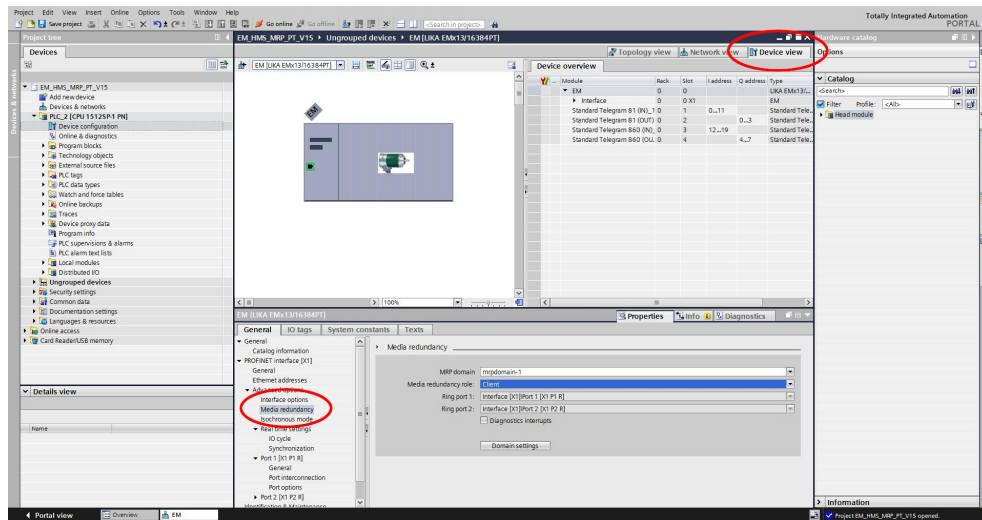 Project Edit View Insert Online Options Tools Window Help
Totally Integrated Automation
PORTAL
Save project Go online Go offline <Search in project>
Project tree
EM_HMS_MRP_PT_V15 ▸ Ungrouped devices ▸ EM [LIKA EMx13/16384PT]
Hardware catalog
Devices
Topology view Network view Device view
Options
EM [LIKA EMx13/16384PT]
Device overview
Module Rack Slot I address Q address Type
EM 0 0 LIKA EMx13/...
Interface 0 0 X1 EM
Standard Telegram 81 (IN)_1 0 1 0...11 Standard Tele..
Standard Telegram 81 (OUT) 0 2 0...3 Standard Tele..
Standard Telegram 860 (IN)_ 0 3 12...19 Standard Tele..
Standard Telegram 860 (OU. 0 4 4...7 Standard Tele..
Catalog
<Search>
Filter Profile: <All>
Head module
EM_HMS_MRP_PT_V15
Add new device
Devices & networks
PLC_2 [CPU 1512SP-1 PN]
Device configuration
Online & diagnostics
Program blocks
Technology objects
External source files
PLC tags
PLC data types
Watch and force tables
Online backups
Traces
Device proxy data
Program info
PLC supervisions & alarms
PLC alarm text lists
Local modules
Distributed I/O
Ungrouped devices
Security settings
Common data
Documentation settings
Languages & resources
Online access
Card Reader/USB memory
Devices & networks
EM
100%
EM [LIKA EMx13/16384PT]
Properties Info Diagnostics
General IO tags System constants Texts
General
Catalog information
PROFINET interface [X1]
General
Ethernet addresses
Advanced options
Interface options
Media redundancy
Isochronous mode
Real time settings
IO cycle
Synchronization
Port 1 [X1 P1 R]
General
Port interconnection
Port options
Port 2 [X1 P2 R]
Identification & Maintenance
Media redundancy
MRP domain mrpdomain-1
Media redundancy role: Client
Ring port 1: Interface [X1]\Port 1 [X1 P1 R]
Ring port 2: Interface [X1]\Port 2 [X1 P2 R]
Diagnostics interrupts
Domain settings
Details view
Name
Information
Portal view Overview EM
Project EM_HMS_MRP_PT_V15 opened.